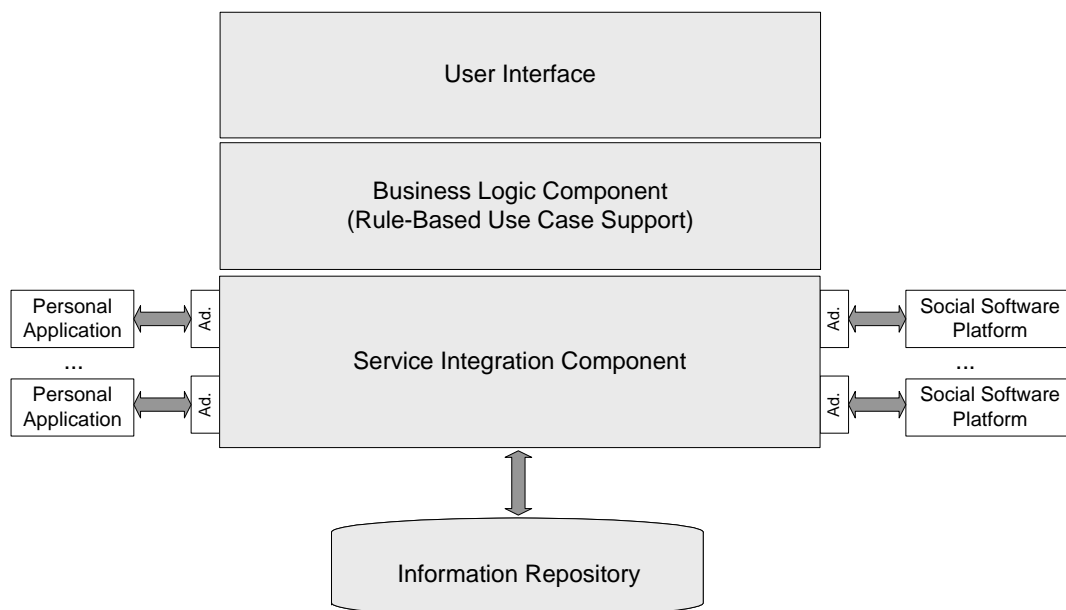 User Interface
Business Logic Component
(Rule-Based Use Case Support)
Personal
Application
Ad.
Ad.
Social Software
Platform
...
Service Integration Component
...
Personal
Application
Ad.
Ad.
Social Software
Platform
Information Repository